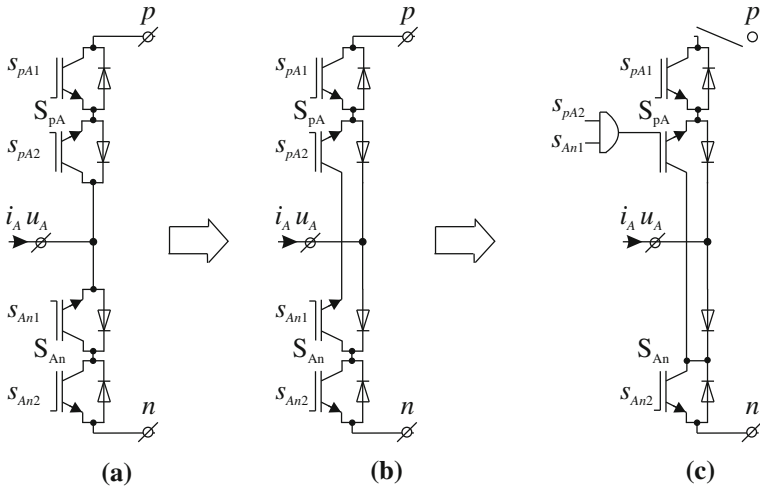 p
s_pA1
S_pA
s_pA2
i_A u_A
s_An1
S_An
s_An2
n
(a)
p
s_pA1
S_pA
s_pA2
i_A u_A
s_An1
S_An
s_An2
n
(b)
p
s_pA1
S_pA
s_pA2
s_An1
i_A u_A
S_An
s_An2
n
(c)